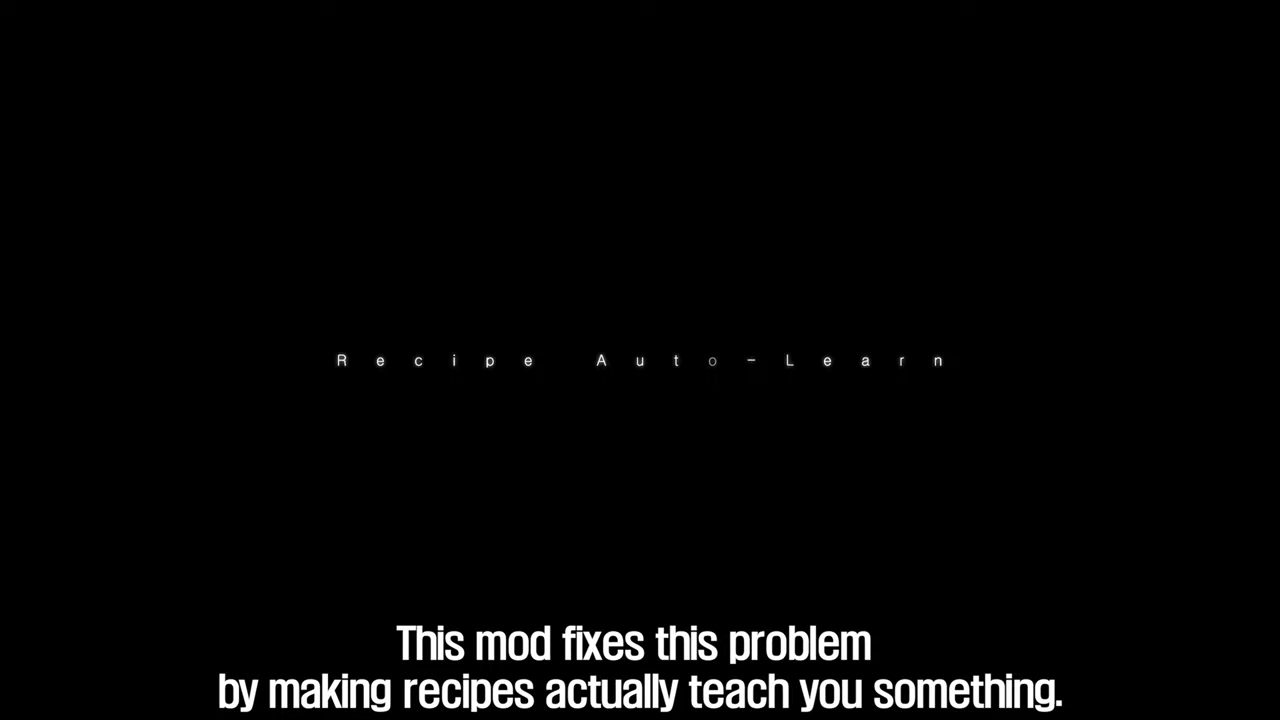 Recipe Auto-Learn
This mod fixes this problem
by making recipes actually teach you something.